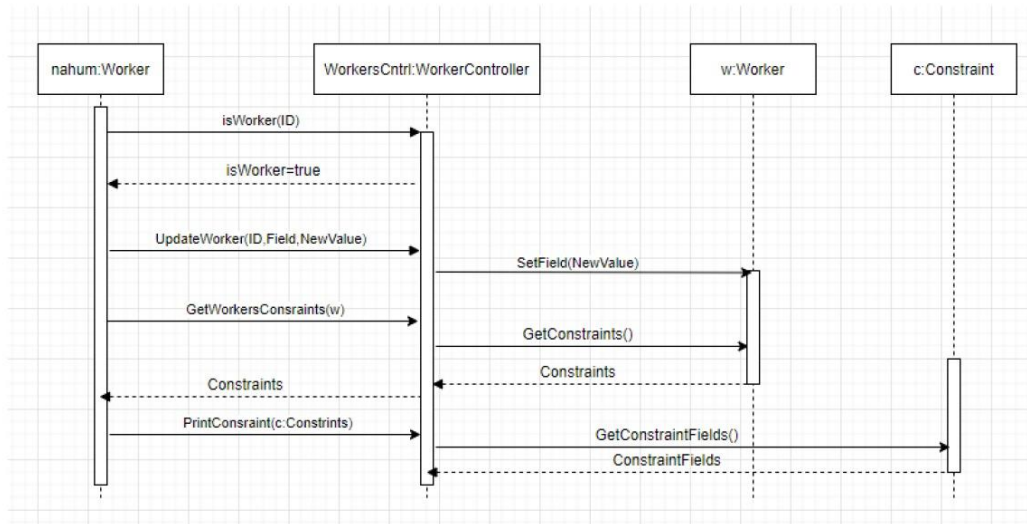 nahum:Worker
WorkersCntrl:WorkerController
w:Worker
c:Constraint
isWorker(ID)
isWorker=true
UpdateWorker(ID,Field,NewValue)
SetField(NewValue)
GetWorkersConsraints(w)
GetConstraints()
Constraints
Constraints
PrintConsraint(c:Constrints)
GetConstraintFields()
ConstraintFields